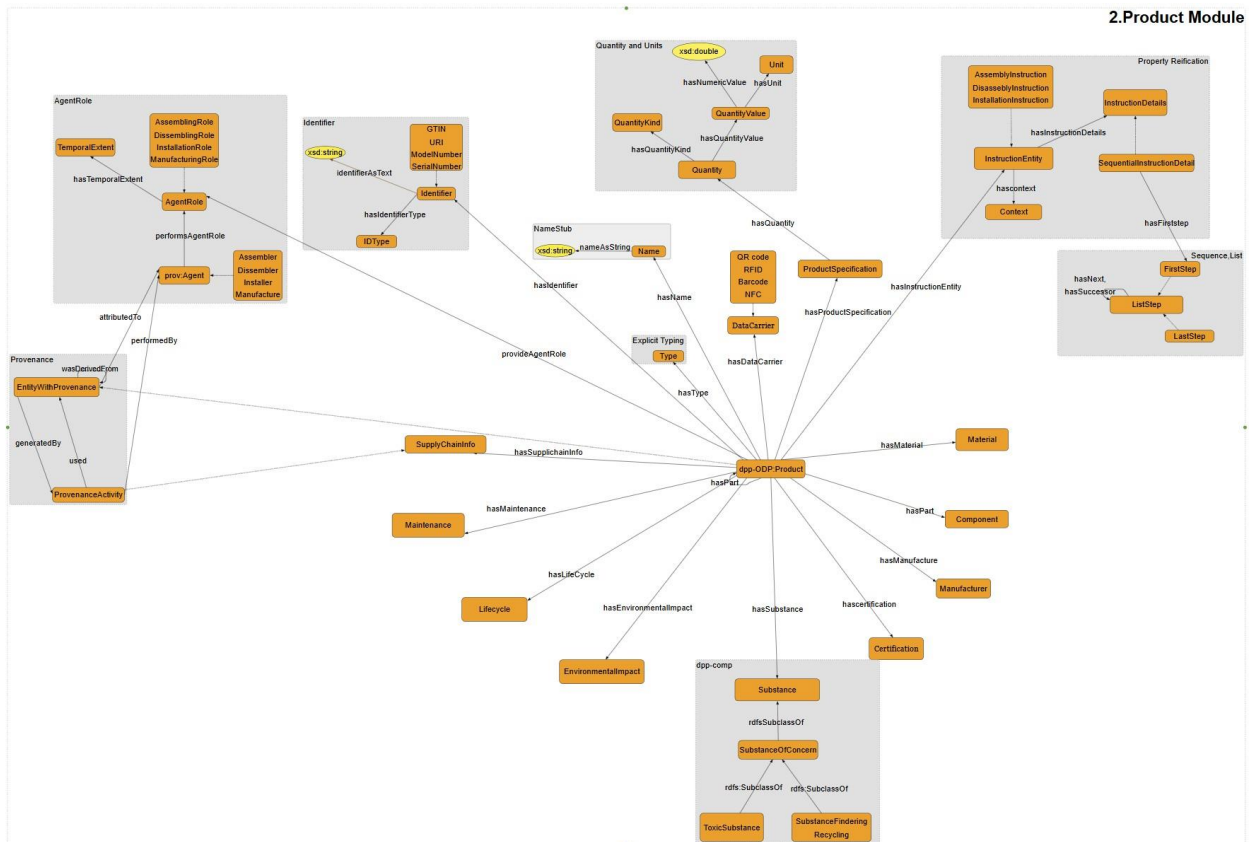 2.Product Module
Quantity and Units
xsd:double
Unit
hasNumericValue
hasUnit
QuantityKind
QuantityValue
hasQuantityValue
hasQuantityKind
Quantity
Property Reification
AssemblyInstruction
DisasseblyInstruction
InstallationInstruction
InstructionDetails
hasInstructionDetails
InstructionEntity
SequentialInstructionDetail
hascontext
Context
hasFirststep
AgentRole
AssemblingRole
DissemblingRole
InstallationRole
ManufacturingRole
TemporalExtent
hasTemporalExtent
AgentRole
performsAgentRole
prov:Agent
Assembler
Dissembler
Installer
Manufacture
Identifier
GTIN
URI
ModelNumber
SerialNumber
xsd:string
identifierAsText
Identifier
hasIdentifierType
IDType
NameStub
xsd:string
nameAsString
Name
hasQuantity
QR code
RFID
Barcode
NFC
ProductSpecification
Sequence,List
FirstStep
hasNext,
hasSuccessor
ListStep
LastStep
hasIdentifier
hasName
hasInstructionEntity
hasProductSpecification
DataCarrier
attributedTo
performedBy
provideAgentRole
Explicit Typing
Type
hasDataCarrier
hasType
Provenance
wasDerivedFrom
EntityWithProvenance
generatedBy
used
ProvenanceActivity
SupplyChainInfo
hasSupplichainInfo
hasMaterial
Material
dpp-ODP:Product
hasPart
hasMaintenance
Maintenance
hasPart
Component
hasLifeCycle
Lifecycle
hasManufacture
Manufacturer
hasEnvironmentalImpact
EnvironmentalImpact
hasSubstance
hascertification
Certification
dpp-comp
Substance
rdfsSubclassOf
SubstanceOfConcern
rdfs:SubclassOf
rdfs:SubclassOf
ToxicSubstance
SubstanceFindering
Recycling